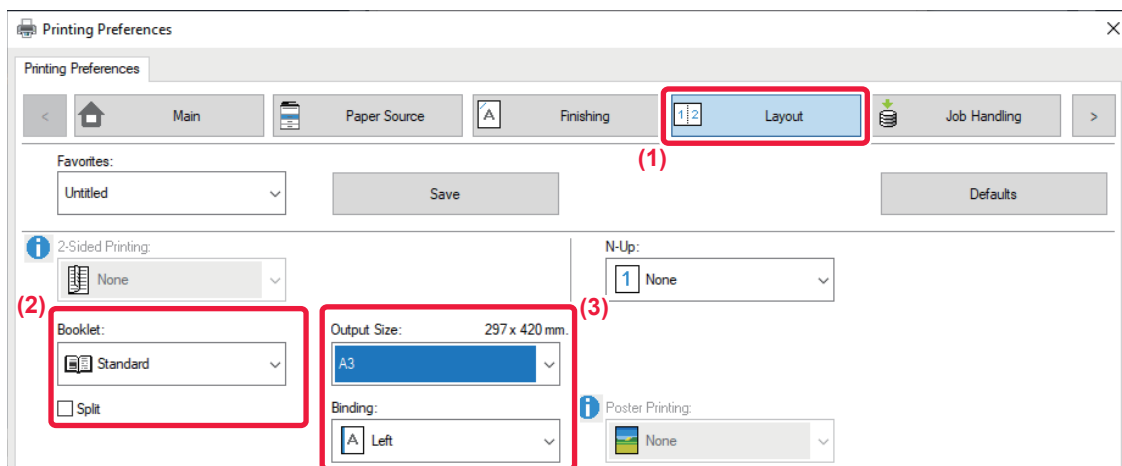 Printing Preferences
Printing Preferences
< Main Paper Source A Finishing 1 2 Layout Job Handling >
(1)
Favorites:
Untitled Save Defaults
2-Sided Printing: N-Up:
None 1 None
(2) (3)
Booklet: Output Size: 297 x 420 mm.
Standard A3
Split Binding: Poster Printing:
A Left None